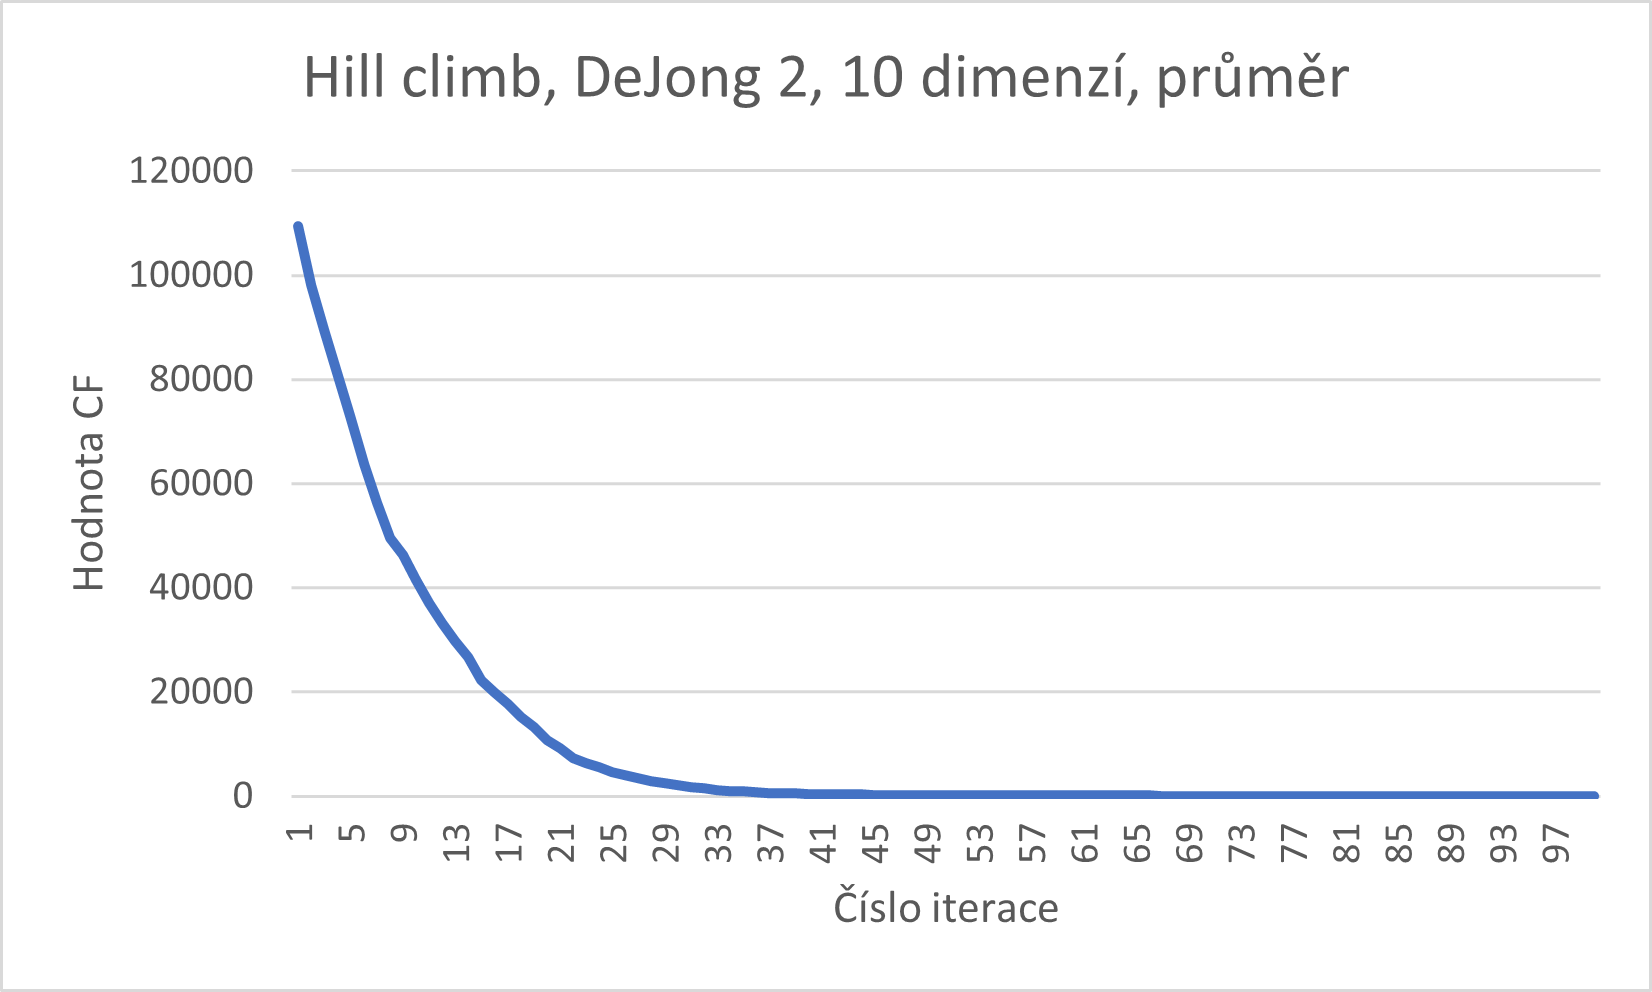 Hill climb, DeJong 2, 10 dimenzí, průměr
120000
100000
80000
60000
40000
20000
0
Hodnota CF
1 5 9 13 17 21 25 29 33 37 41 45 49 53 57 61 65 69 73 77 81 85 89 93 97
Číslo iterace